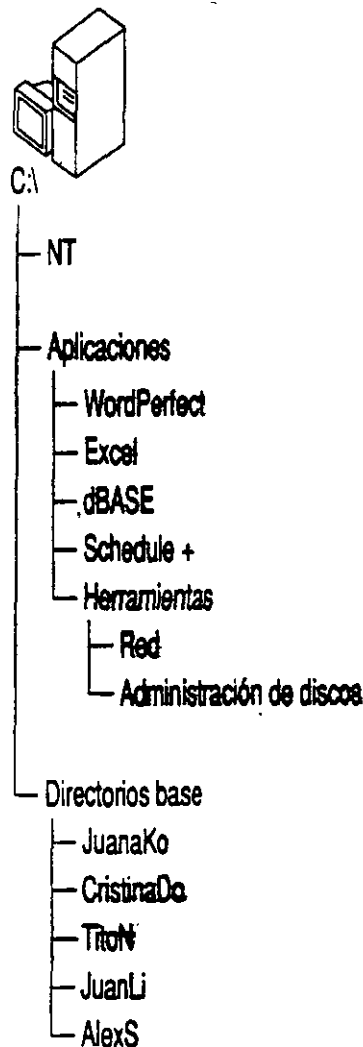 C:\
NT
Aplicaciones
WordPerfect
Excel
dBASE
Schedule +
Herramientas
Red
Administración de discos
Directorios base
JuanaKo
CristinaDo
TitoN
JuanLi
AlexS